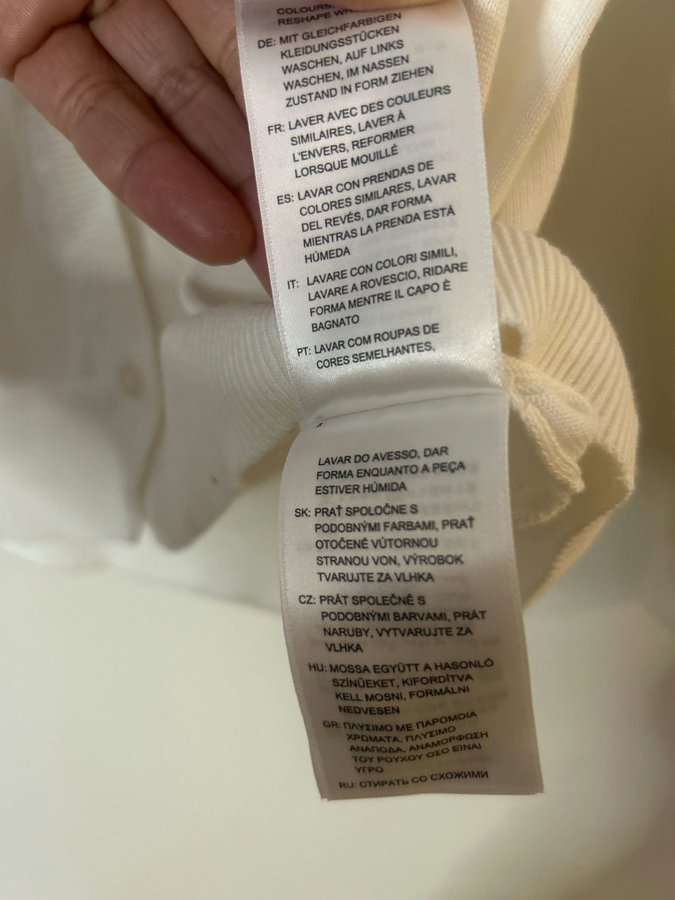 COLOURS
RESHAPE W
DE: MIT GLEICHFARBIGEN
KLEIDUNGSSTÜCKEN
WASCHEN, AUF LINKS
WASCHEN, IM NASSEN
ZUSTAND IN FORM ZIEHEN
FR: LAVER AVEC DES COULEURS
SIMILAIRES, LAVER À
L'ENVERS, REFORMER
LORSQUE MOUILLÉ
ES: LAVAR CON PRENDAS DE
COLORES SIMILARES, LAVAR
DEL REVÉS, DAR FORMA
MIENTRAS LA PRENDA ESTÁ
HÚMEDA
IT: LAVARE CON COLORI SIMILI,
LAVARE A ROVESCIO, RIDARE
FORMA MENTRE IL CAPO È
BAGNATO
PT: LAVAR COM ROUPAS DE
CORES SEMELHANTES,
LAVAR DO AVESSO, DAR
FORMA ENQUANTO A PEÇA
ESTIVER HÚMIDA
SK: PRAŤ SPOLOČNE S
PODOBNÝMI FARBAMI, PRAŤ
OTOČENÉ VÚTORNOU
STRANOU VON, VÝROBOK
TVARUJTE ZA VLHKA
CZ: PRÁT SPOLEČNĚ S
PODOBNÝMI BARVAMI, PRÁT
NARUBY, VYTVARUJTE ZA
VLHKA
HU: MOSSA EGYÜTT A HASONLÓ
SZÍNŰEKET, KIFORDÍTVA
KELL MOSNI, FORMÁLNI
NEDVESEN
GR: ΠΛΥΣΙΜΟ ΜΕ ΠΑΡΟΜΟΙΑ
ΧΡΩΜΑΤΑ, ΠΛΥΣΙΜΟ
ΑΝΑΠΟΔΑ, ΑΝΑΜΟΡΦΩΣΗ
ΤΟΥ ΡΟΥΧΟΥ ΟΣΟ ΕΙΝΑΙ
ΥΓΡΟ
RU: СТИРАТЬ СО СХОЖИМИ